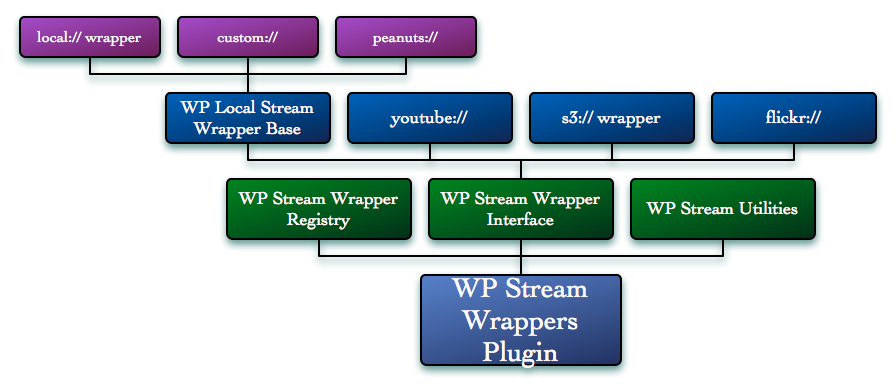 local:// wrapper
custom://
peanuts://
WP Local Stream
Wrapper Base
youtube://
s3:// wrapper
flickr://
WP Stream Wrapper
Registry
WP Stream Wrapper
Interface
WP Stream Utilities
WP Stream
Wrappers
Plugin